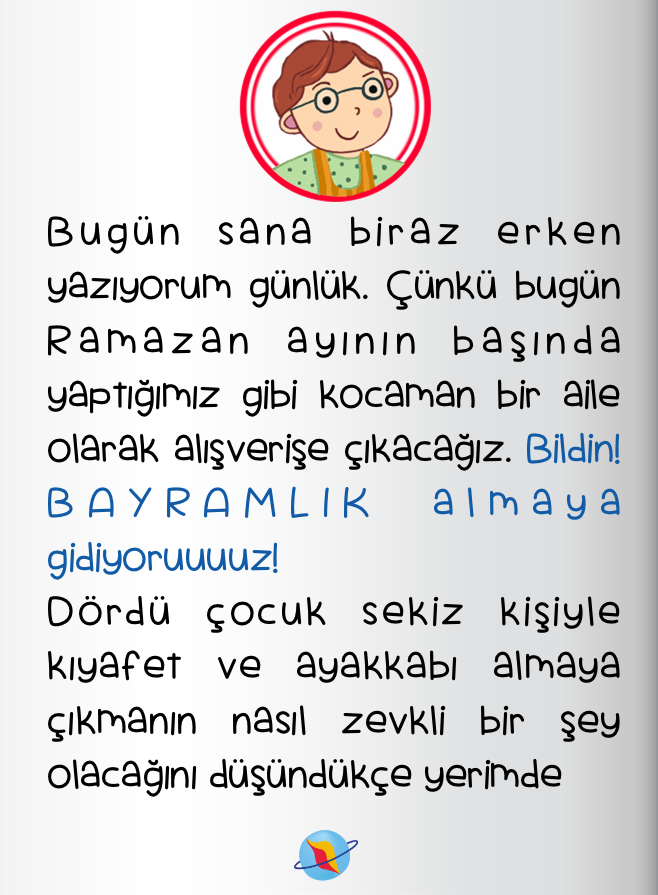 Bugün sana biraz erken
yazıyorum günlük. Çünkü bugün
Ramazan ayının başında
yaptığımız gibi kocaman bir aile
olarak alışverişe çıkacağız. Bildin!
BAYRAMLIK almaya
gidiyoruuuuz!
Dördü çocuk sekiz kişiyle
kıyafet ve ayakkabı almaya
çıkmanın nasıl zevkli bir şey
olacağını düşündükçe yerimde